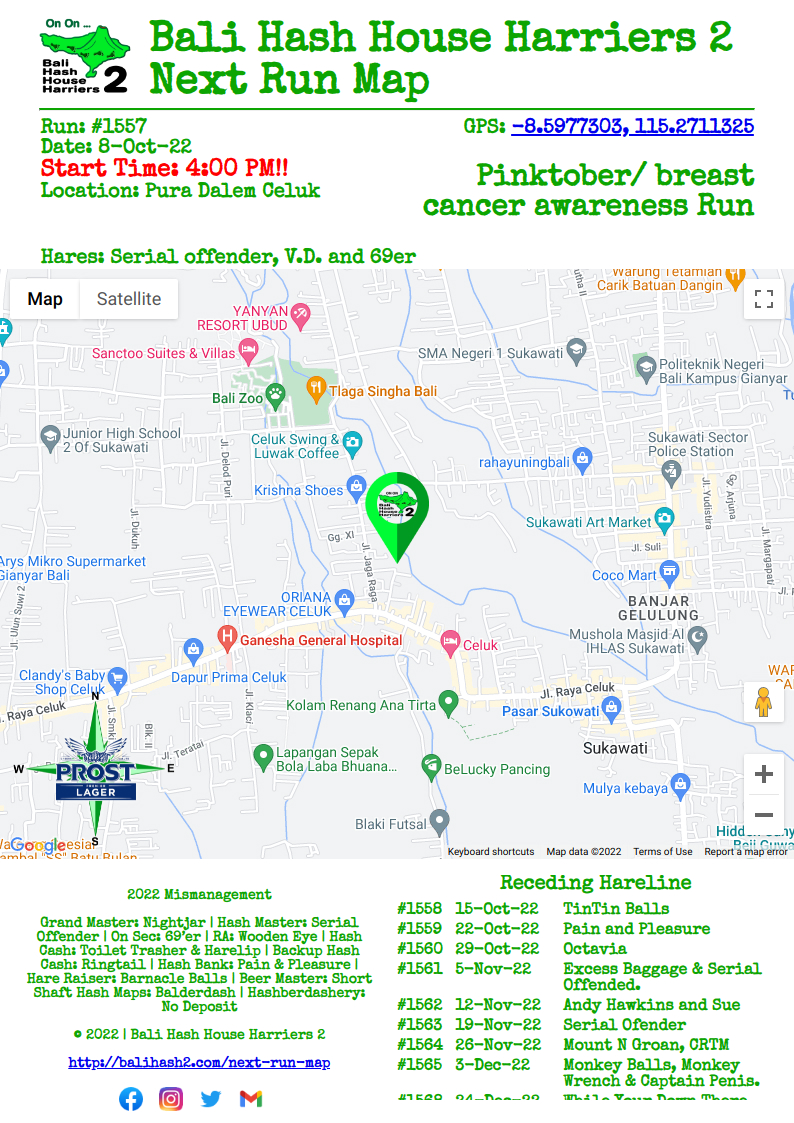 On On ...
Bali
Hash
House
Harriers 2
Bali Hash House Harriers 2
Next Run Map
Run: #1557
Date: 8-Oct-22
Start Time: 4:00 PM!!
Location: Pura Dalem Celuk
GPS: -8.5977303, 115.2711325
Pinktober/ breast
cancer awareness Run
Hares: Serial offender, V.D. and 69er
Map
Satellite
Warung Tetamian
Carik Batuan Dangin
YANYAN
RESORT UBUD
Sanctoo Suites & Villas
SMA Negeri 1 Sukawati
Politeknik Negeri
Bali Kampus Gianyar
Bali Zoo
Tlaga Singha Bali
Junior High School
2 Of Sukawati
Celuk Swing &
Luwak Coffee
Sukawati Sector
Police Station
rahayuningbali
Jl. Delod Puri
Krishna Shoes
ON ON
Bali
Hash
House
Harriers 2
Jl. Yudistira
Gp. Arjuna
Jl. Dukuh
Sukawati Art Market
Gg. XI
Jl. Suli
Jl. Margapati
Jl. Jaga Raga
Arys Mikro Supermarket
Gianyar Bali
Coco Mart
Jl. Ulun Suwi 2
ORIANA
EYEWEAR CELUK
BANJAR
GELULUNG
Ganesha General Hospital
Celuk
Mushola Masjid Al
IHLAS Sukawati
Clandy's Baby
Shop Celuk
Dapur Prima Celuk
Jl. Raya Celuk
Kolam Renang Ana Tirta
Jl. Klaci
Pasar Sukowati
. Raya Celuk
Jl. Smki
Blk. II
Jl. Teratai
Sukawati
Lapangan Sepak
Bola Laba Bhuana...
BeLucky Pancing
Mulya kebaya
Blaki Futsal
N
W
E
S
PROST
LAGER
Google
Keyboard shortcuts
Map data ©2022
Terms of Use
Report a map error
2022 Mismanagement
Grand Master: Nightjar | Hash Master: Serial
Offender | On Sec: 69'er | RA: Wooden Eye | Hash
Cash: Toilet Trasher & Harelip | Backup Hash
Cash: Ringtail | Hash Bank: Pain & Pleasure |
Hare Raiser: Barnacle Balls | Beer Master: Short
Shaft Hash Maps: Balderdash | Hashberdashery:
No Deposit
© 2022 | Bali Hash House Harriers 2
http://balihash2.com/next-run-map
Receding Hareline
#1558 15-Oct-22 TinTin Balls
#1559 22-Oct-22 Pain and Pleasure
#1560 29-Oct-22 Octavia
#1561 5-Nov-22 Excess Baggage & Serial
Offended.
#1562 12-Nov-22 Andy Hawkins and Sue
#1563 19-Nov-22 Serial Ofender
#1564 26-Nov-22 Mount N Groan, CRTM
#1565 3-Dec-22 Monkey Balls, Monkey
Wrench & Captain Penis.